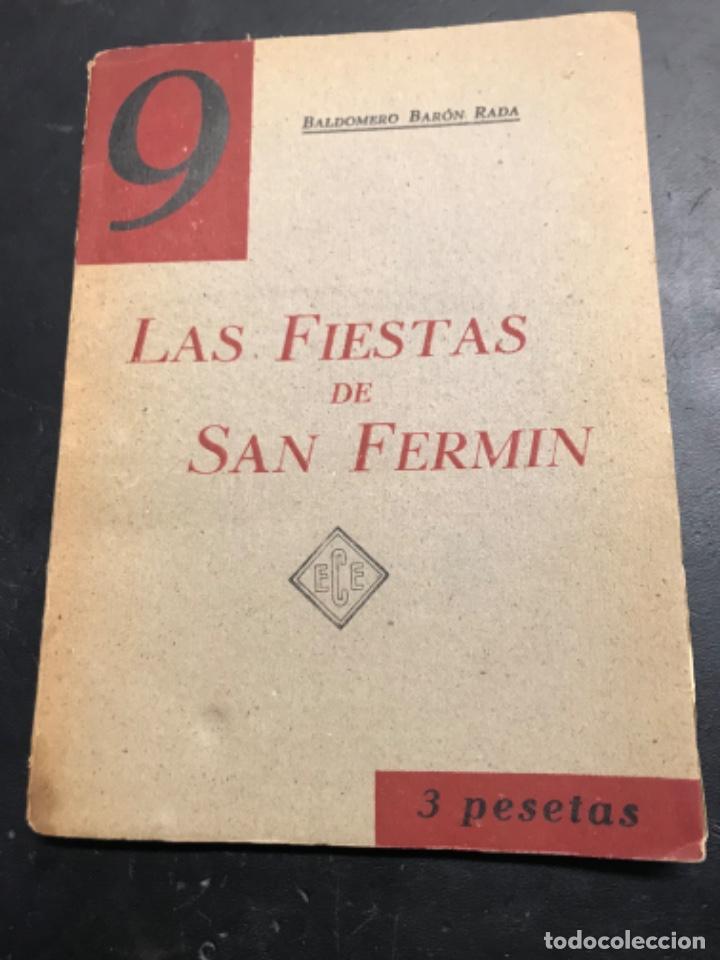 9
BALDOMERO BARÓN RADA
LAS FIESTAS
DE
SAN FERMIN
ECE
3 pesetas
todocoleccion